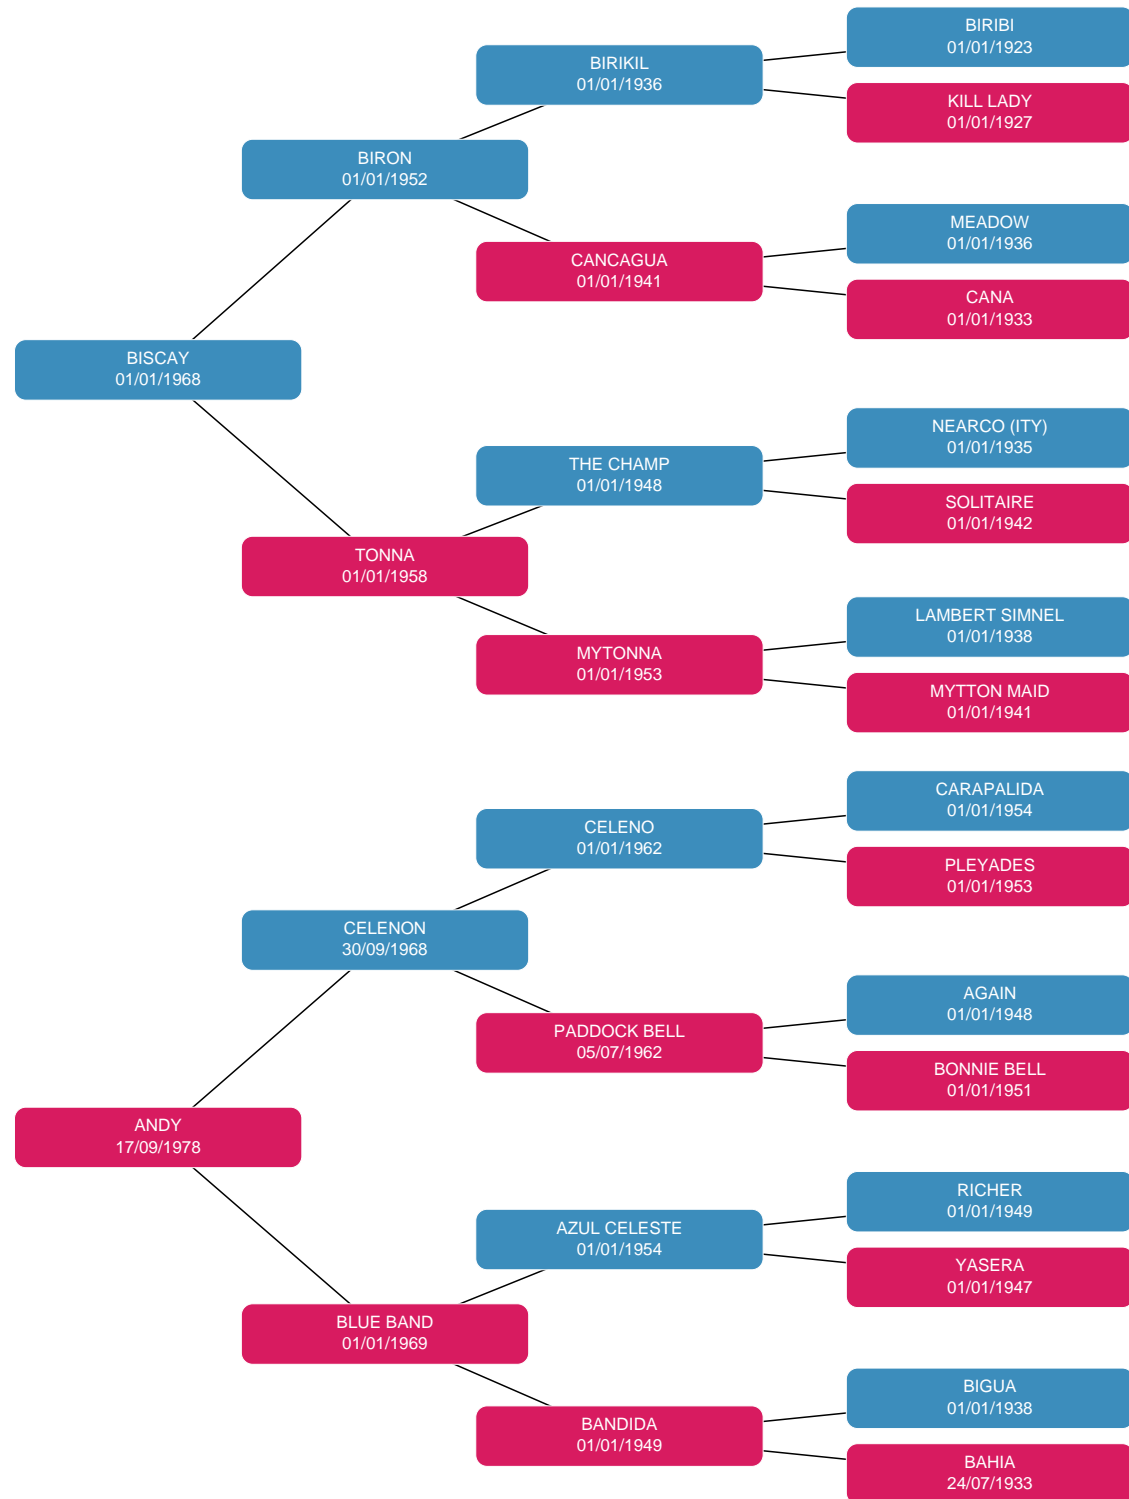 BIRIBI
01/01/1923
BIRIKIL
01/01/1936
KILL LADY
01/01/1927
BIRON
01/01/1952
MEADOW
01/01/1936
CANCAGUA
01/01/1941
CANA
01/01/1933
BISCAY
01/01/1968
NEARCO (ITY)
01/01/1935
THE CHAMP
01/01/1948
SOLITAIRE
01/01/1942
TONNA
01/01/1958
LAMBERT SIMNEL
01/01/1938
MYTONNA
01/01/1953
MYTTON MAID
01/01/1941
CARAPALIDA
01/01/1954
CELENO
01/01/1962
PLEYADES
01/01/1953
CELENON
30/09/1968
AGAIN
01/01/1948
PADDOCK BELL
05/07/1962
BONNIE BELL
01/01/1951
ANDY
17/09/1978
RICHER
01/01/1949
AZUL CELESTE
01/01/1954
YASERA
01/01/1947
BLUE BAND
01/01/1969
BIGUA
01/01/1938
BANDIDA
01/01/1949
BAHIA
24/07/1933